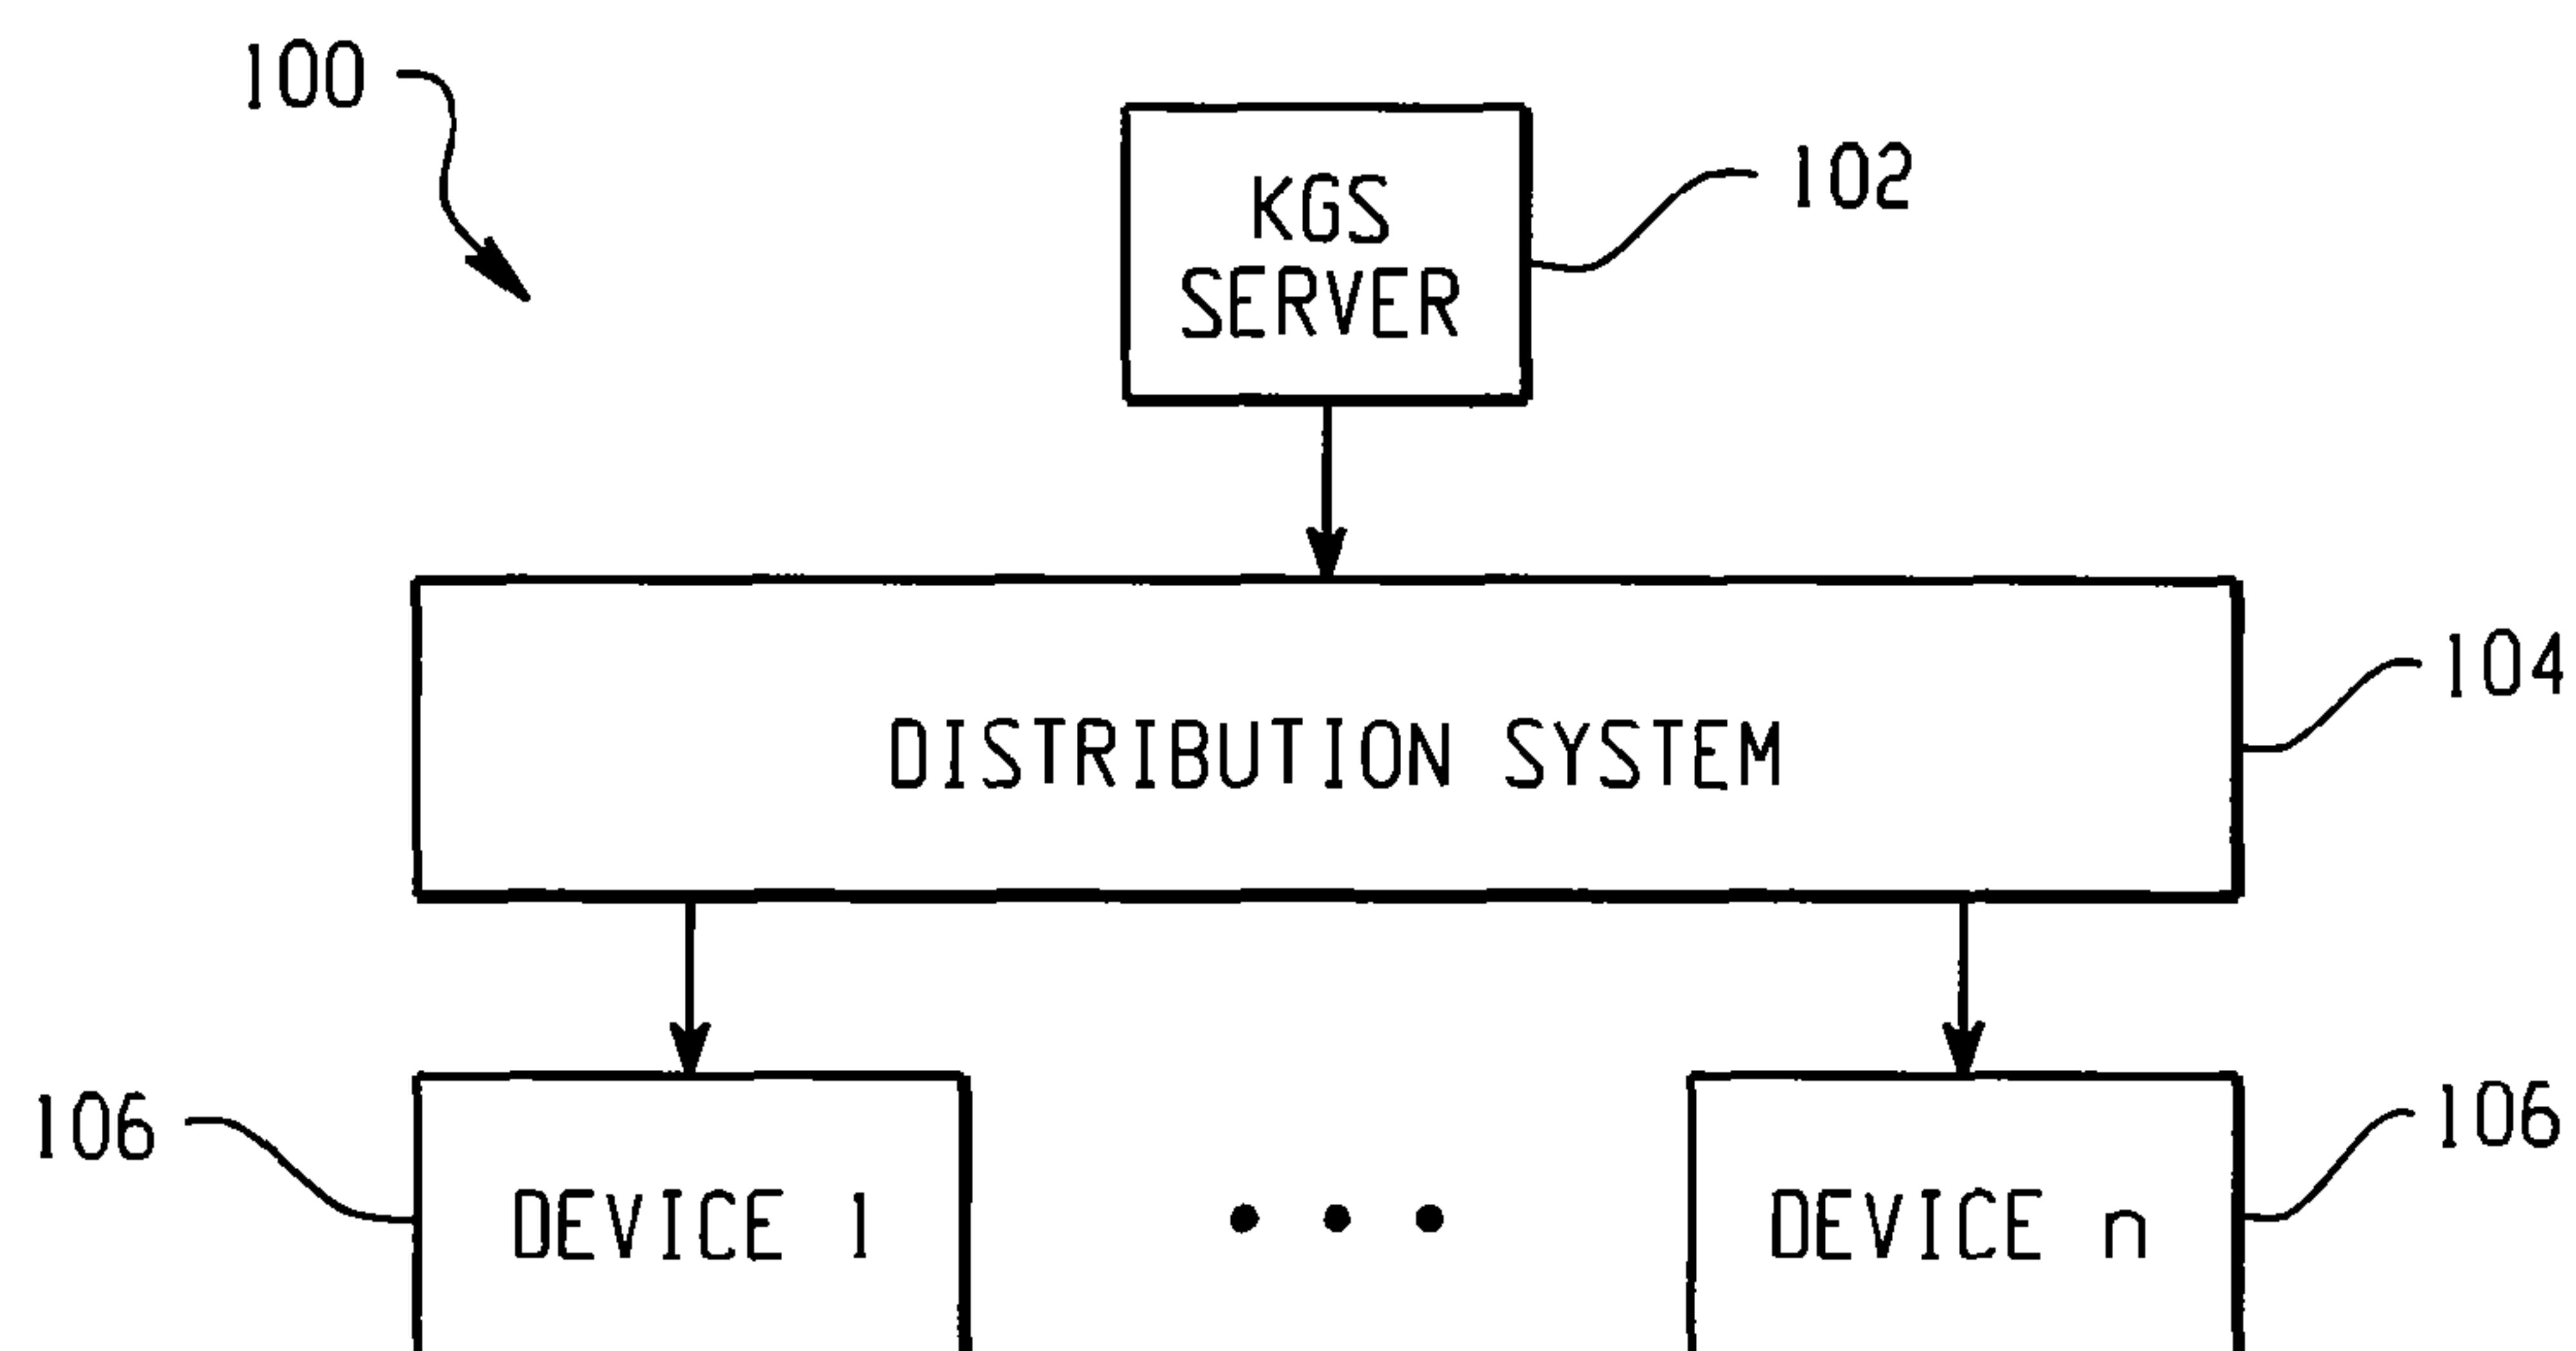 100
KGS
SERVER
102
DISTRIBUTION SYSTEM
104
106
DEVICE 1
DEVICE n
106